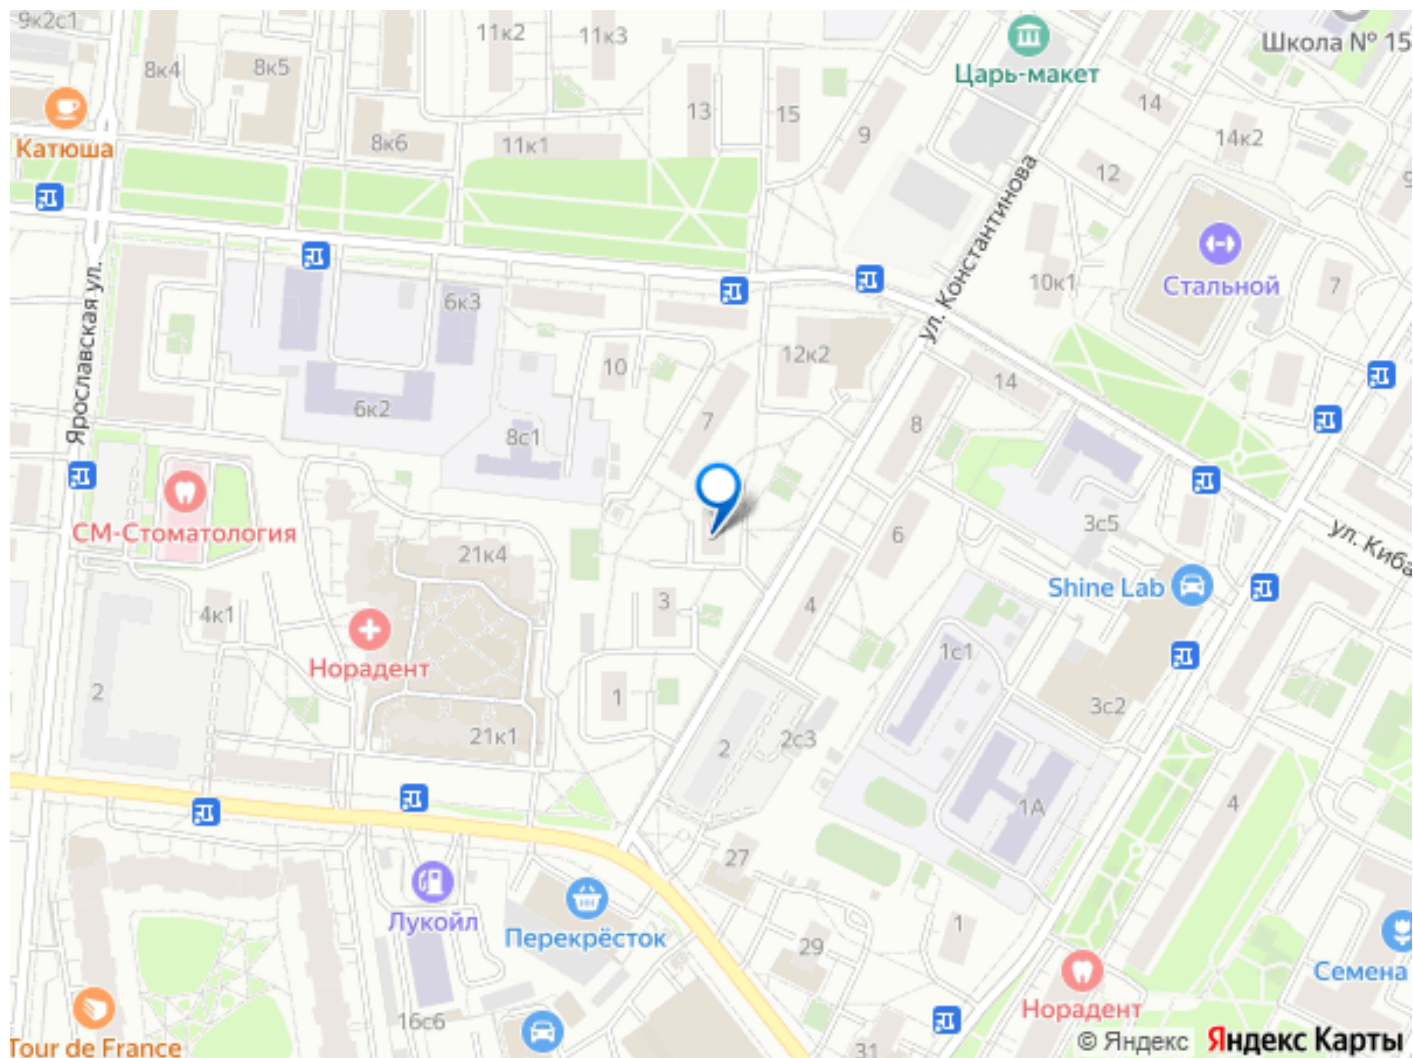 9к2с1
11к2
11к3
Школа № 15
8к4
8к5
Царь-макет
14
13
15
9
14к2
Катюша
8к6
11к1
12
9
ул. Константинова
10к1
Стальной
7
Ярославская ул.
6к3
12к2
10
14
6к2
7
8
8с1
СМ-Стоматология
3с5
ул. Киба
6
21к4
Shine Lab
4к1
3
4
Норадент
1с1
2
1
3с2
21к1
2
2с3
4
1А
27
Лукойл
Перекрёсток
29
1
Семена
16с6
Норадент
Tour de France
31
© Яндекс Яндекс Карты